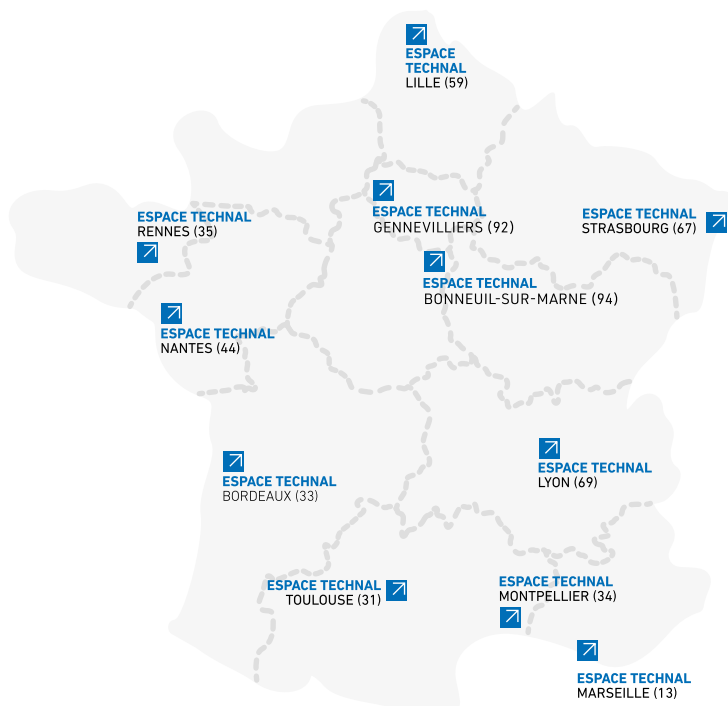 ESPACE
TECHNAL
LILLE (59)
ESPACE TECHNAL
GENNEVILLIERS (92)
ESPACE TECHNAL
STRASBOURG (67)
ESPACE TECHNAL
RENNES (35)
ESPACE TECHNAL
BONNEUIL-SUR-MARNE (94)
ESPACE TECHNAL
NANTES (44)
ESPACE TECHNAL
LYON (69)
ESPACE TECHNAL
BORDEAUX (33)
ESPACE TECHNAL
TOULOUSE (31)
ESPACE TECHNAL
MONTPELLIER (34)
ESPACE TECHNAL
MARSEILLE (13)